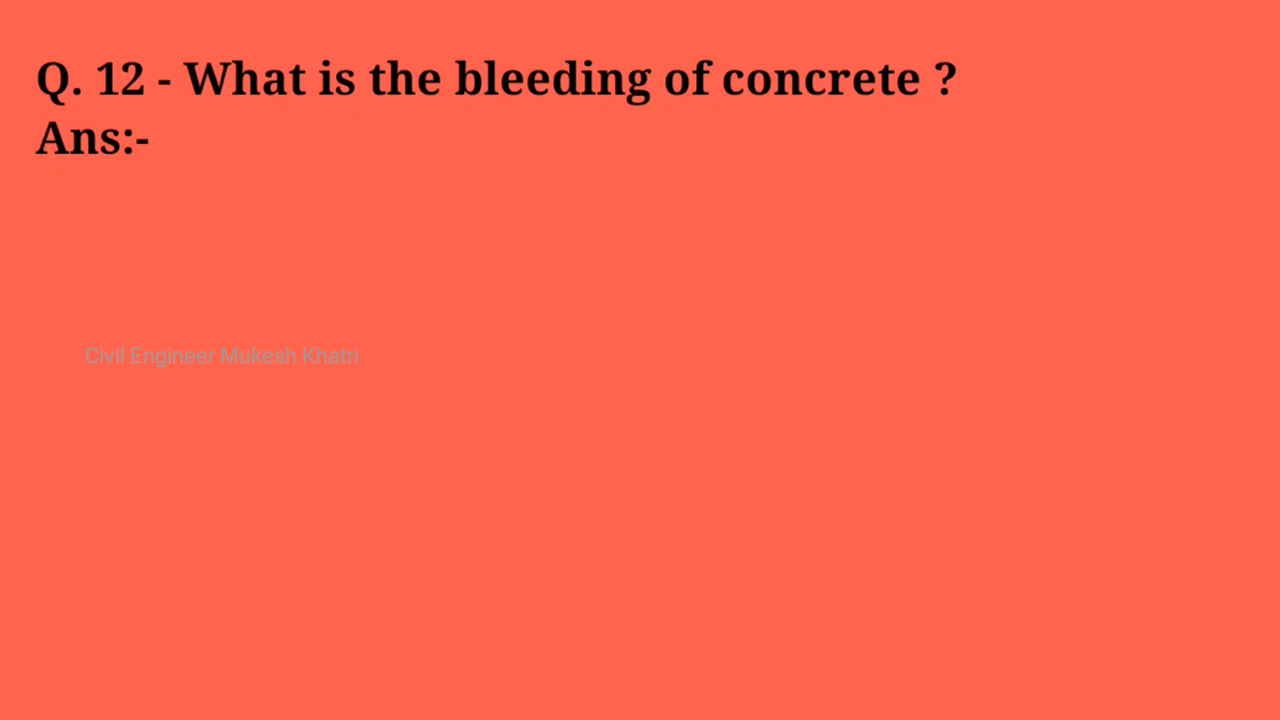 Q. 12 - What is the bleeding of concrete ?
Ans:-
Civil Engineer Mukesh Khatri